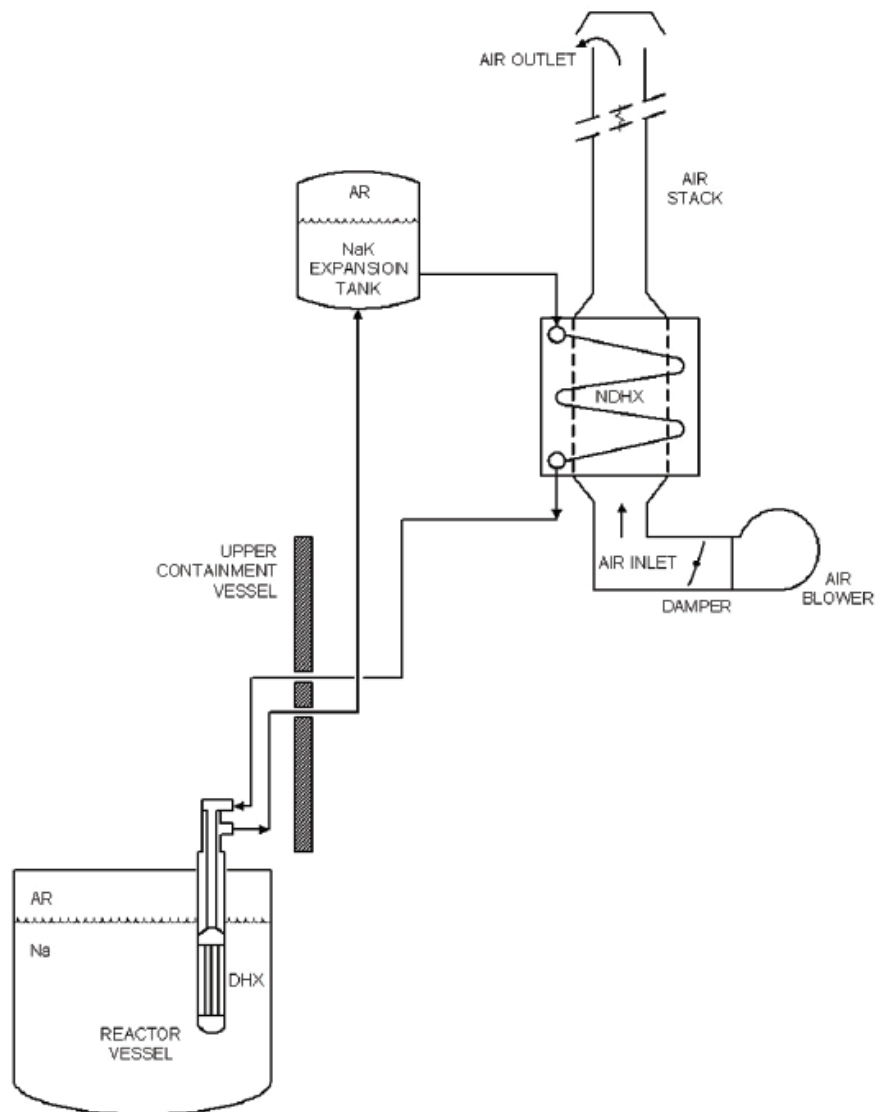 AIR OUTLET
AIR
STACK
AR
NaK
EXPANSION
TANK
NDHX
UPPER
CONTAINMENT
VESSEL
AIR INLET
DAMPER
AIR
BLOWER
AR
Na
DHX
REACTOR
VESSEL